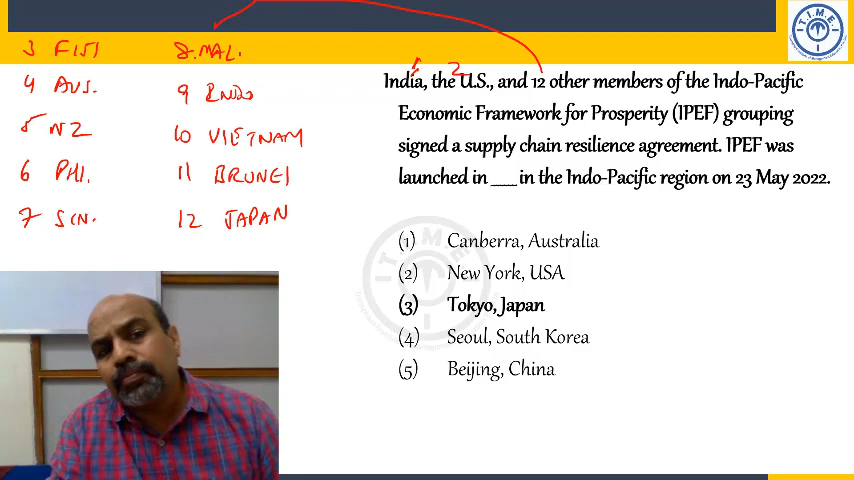 3 FIJI
4 AUS.
5 NZ
6 PHI.
7 SIN.
8. MAL.
9 INDO
10 VIETNAM
11 BRUNEI
12 JAPAN
1
2
India, the U.S., and 12 other members of the Indo-Pacific
Economic Framework for Prosperity (IPEF) grouping
signed a supply chain resilience agreement. IPEF was
launched in ____ in the Indo-Pacific region on 23 May 2022.
(1) Canberra, Australia
(2) New York, USA
(3) Tokyo, Japan
(4) Seoul, South Korea
(5) Beijing, China
T.I.M.E.